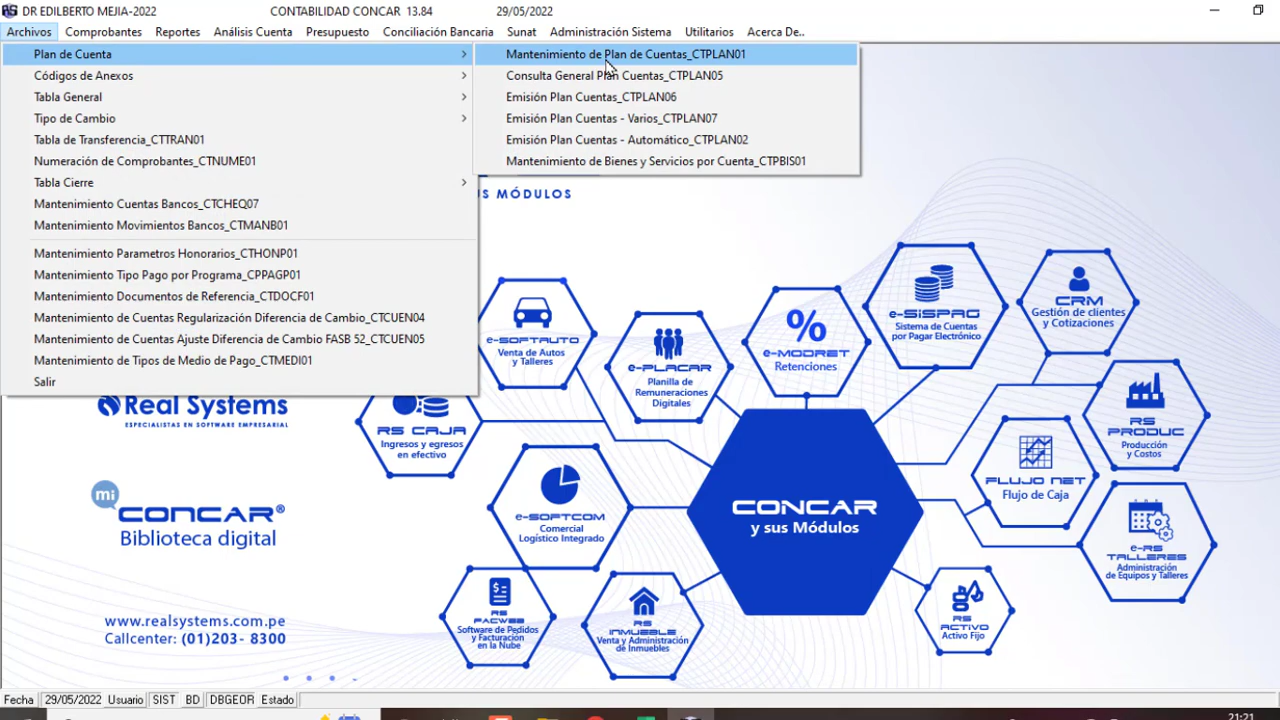 DR EDILBERTO MEJIA-2022 CONTABILIDAD CONCAR 13.84 29/05/2022
Archivos Comprobantes Reportes Análisis Cuenta Presupuesto Conciliación Bancaria Sunat Administración Sistema Utilitarios Acerca De..
Plan de Cuenta
Códigos de Anexos
Tabla General
Tipo de Cambio
Tabla de Transferencia_CTTRAN01
Numeración de Comprobantes_CTNUME01
Tabla Cierre
Mantenimiento Cuentas Bancos_CTCHEQ07
Mantenimiento Movimientos Bancos_CTMANB01
Mantenimiento Parametros Honorarios_CTHONP01
Mantenimiento Tipo Pago por Programa_CPPAGP01
Mantenimiento Documentos de Referencia_CTDOCF01
Mantenimiento de Cuentas Regularización Diferencia de Cambio_CTCUEN04
Mantenimiento de Cuentas Ajuste Diferencia de Cambio FASB 52_CTCUEN05
Mantenimiento de Tipos de Medio de Pago_CTMEDI01
Salir
Mantenimiento de Plan de Cuentas_CTPLAN01
Consulta General Plan Cuentas_CTPLAN05
Emisión Plan Cuentas_CTPLAN06
Emisión Plan Cuentas - Varios_CTPLAN07
Emisión Plan Cuentas - Automático_CTPLAN02
Mantenimiento de Bienes y Servicios por Cuenta_CTPBIS01
US MÓDULOS
Real Systems
ESPECIALISTAS EN SOFTWARE EMPRESARIAL
mi
CONCAR®
Biblioteca digital
www.realsystems.com.pe
Callcenter: (01)203- 8300
e-SOFTAUTO
Venta de Autos
y Talleres
e-PLACAR
Planilla de
Remuneraciones
Digitales
%
e-MODRET
Retenciones
e-SISPAG
Sistema de Cuentas
por Pagar Electrónico
CRM
Gestión de clientes
y Cotizaciones
RS CAJA
Ingresos y egresos
en efectivo
e-SOFTCOM
Comercial
Logístico Integrado
CONCAR
y sus Módulos
FLUJO NET
Flujo de Caja
RS
PRODUC
Producción
y Costos
e-RS
TALLERES
Administración
de Equipos y Talleres
RS
FACWEB
Software de Pedidos
y Facturación
en la Nube
RS
INMUEBLE
Venta y Administración
de Inmuebles
RS
ACTIVO
Activo Fijo
Fecha 29/05/2022 Usuario SIST BD DBGEOR Estado
21:21